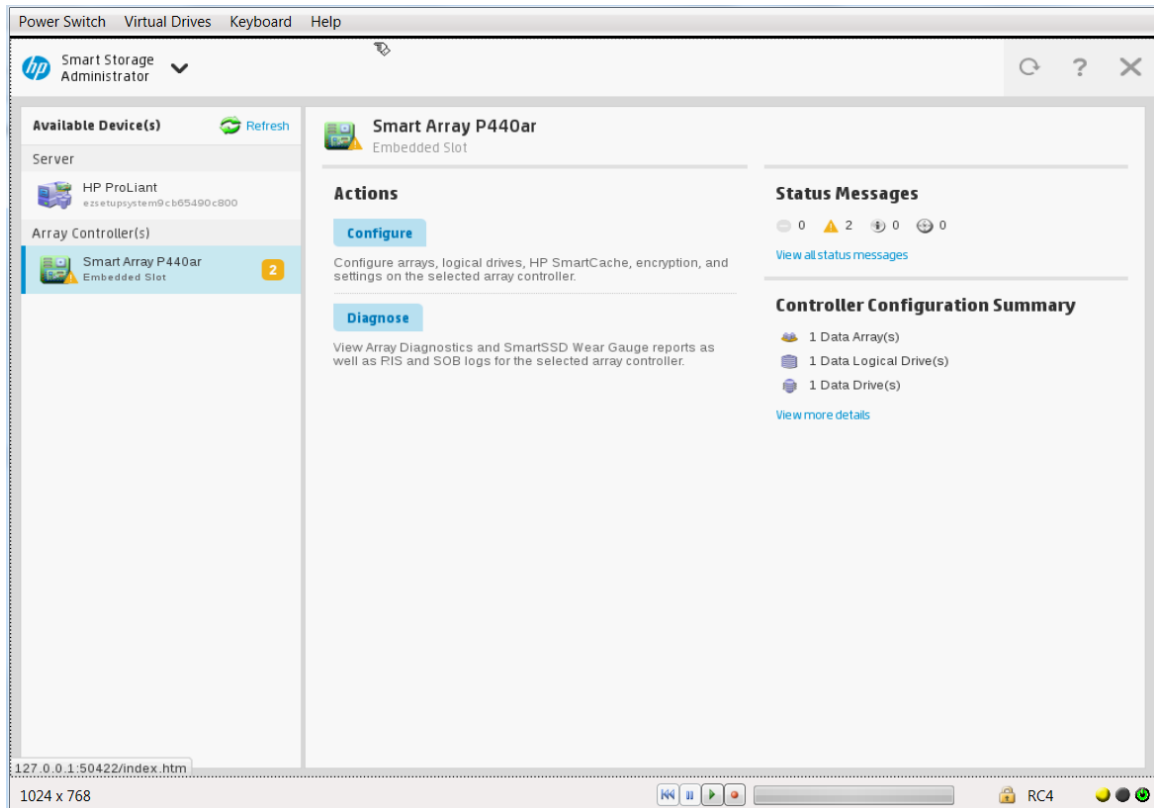 Power Switch Virtual Drives Keyboard Help
hp
Smart Storage
Administrator
?
Available Device(s)
Refresh
Server
HP ProLiant
ezsetupsystem9cb65490c800
Array Controller(s)
Smart Array P440ar
Embedded Slot
2
Smart Array P440ar
Embedded Slot
Actions
Configure
Configure arrays, logical drives, HP SmartCache, encryption, and
settings on the selected array controller.
Diagnose
View Array Diagnostics and SmartSSD Wear Gauge reports as
well as RIS and SOB logs for the selected array controller.
Status Messages
0 2 0 0
View all status messages
Controller Configuration Summary
1 Data Array(s)
1 Data Logical Drive(s)
1 Data Drive(s)
View more details
127.0.0.1:50422/index.htm
1024 x 768
RC4